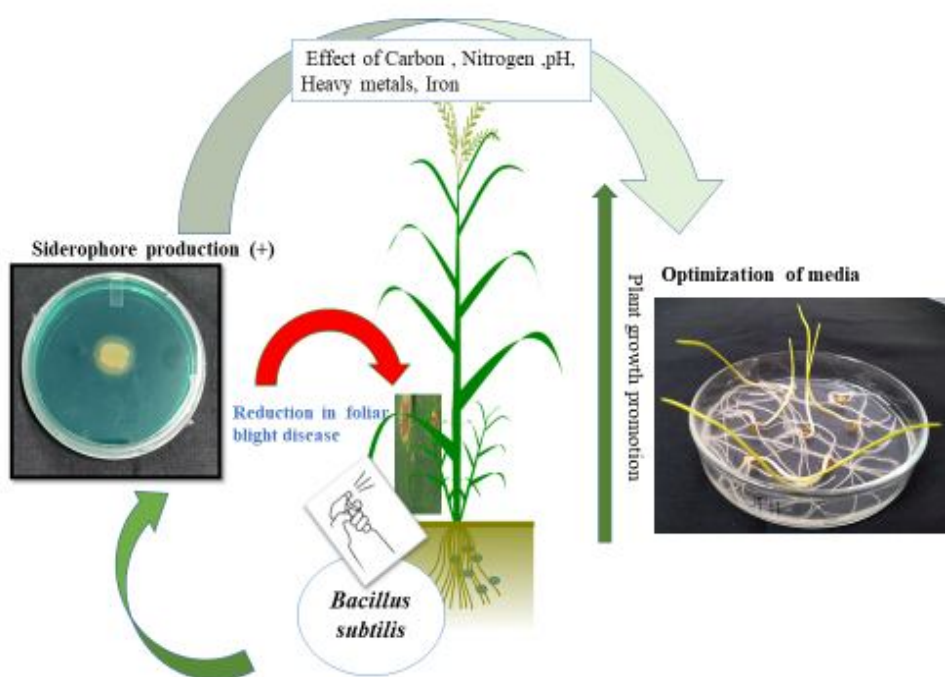 Effect of Carbon , Nitrogen ,pH,
Heavy metals, Iron
Siderophore production (+)
Optimization of media
Plant growth promotion
Reduction in foliar
blight disease
Bacillus
subtilis